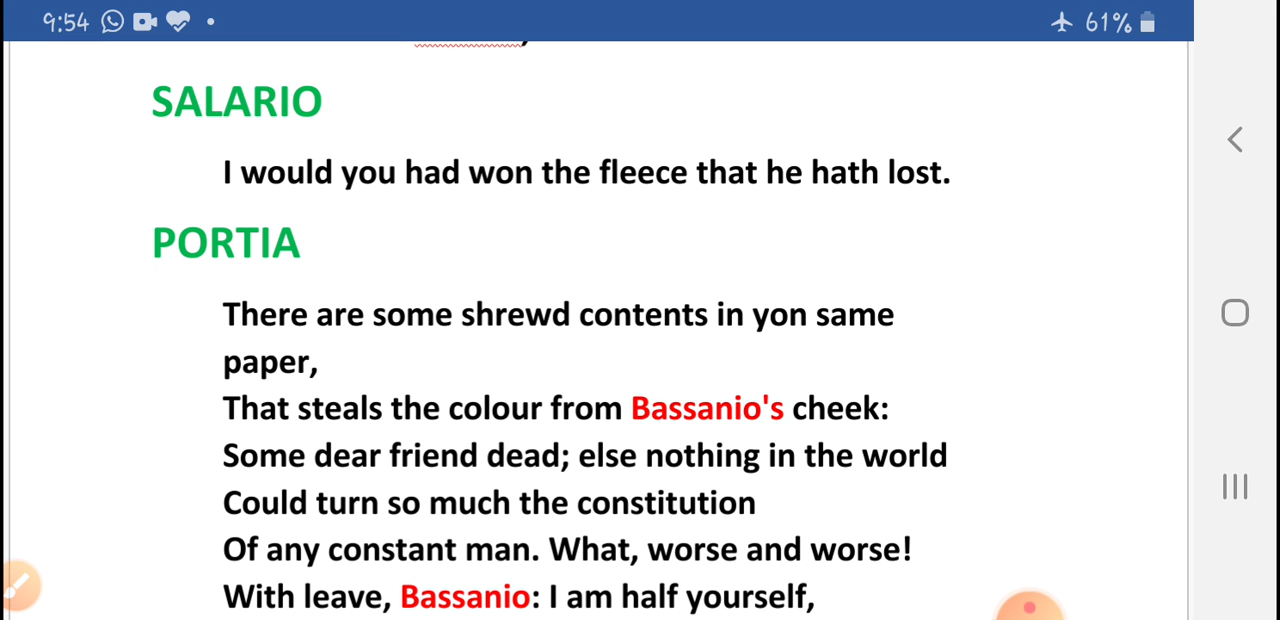 9:54 61%
SALARIO
I would you had won the fleece that he hath lost.
PORTIA
There are some shrewd contents in yon same
paper,
That steals the colour from Bassanio's cheek:
Some dear friend dead; else nothing in the world
Could turn so much the constitution
Of any constant man. What, worse and worse!
With leave, Bassanio: I am half yourself,